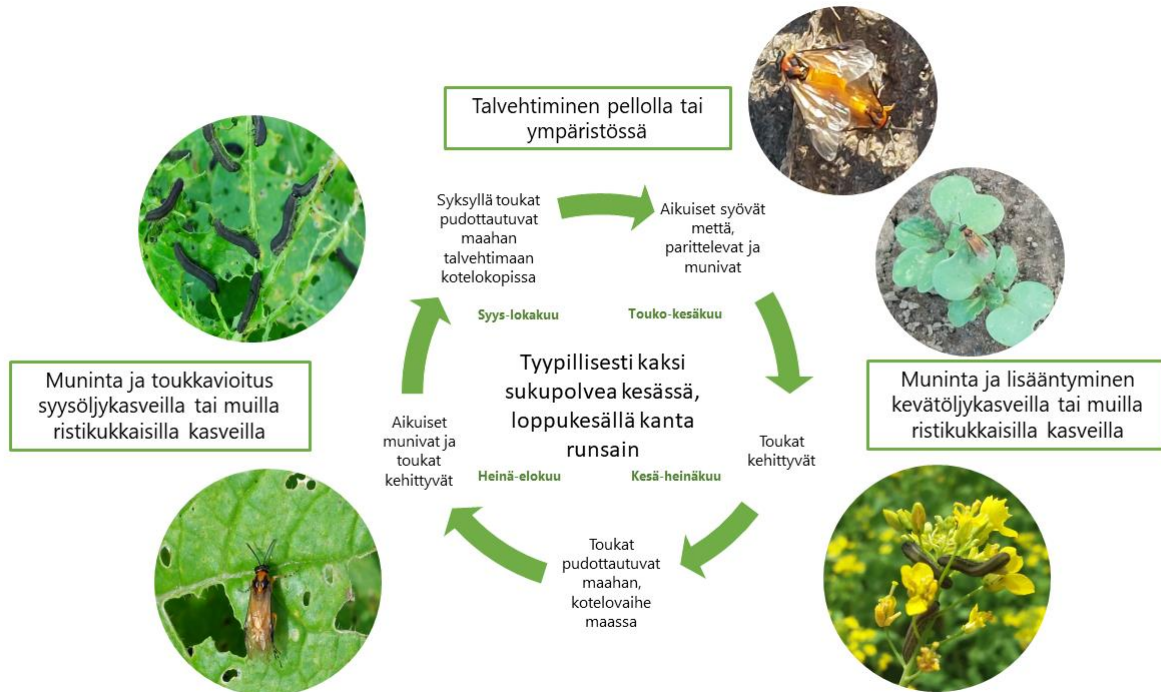 Talvehtiminen pellolla tai
ympäristössä
Syksyllä toukat
pudottautuvat
maahan
talvehtimaan
kotelokopissa
Aikuiset syövät
mettä,
parittelevat ja
munivat
Syys-lokakuu
Touko-kesäkuu
Muninta ja toukkavioitus
syysöljykasveilla tai muilla
ristikukkaisilla kasveilla
Tyypillisesti kaksi
sukupolvea kesässä,
loppukesällä kanta
runsain
Muninta ja lisääntyminen
kevätöljykasveilla tai muilla
ristikukkaisilla kasveilla
Aikuiset
munivat ja
toukat
kehittyvät
Toukat
kehittyvät
Heinä-elokuu
Kesä-heinäkuu
Toukat
pudottautuvat
maahan,
kotelovaihe
maassa